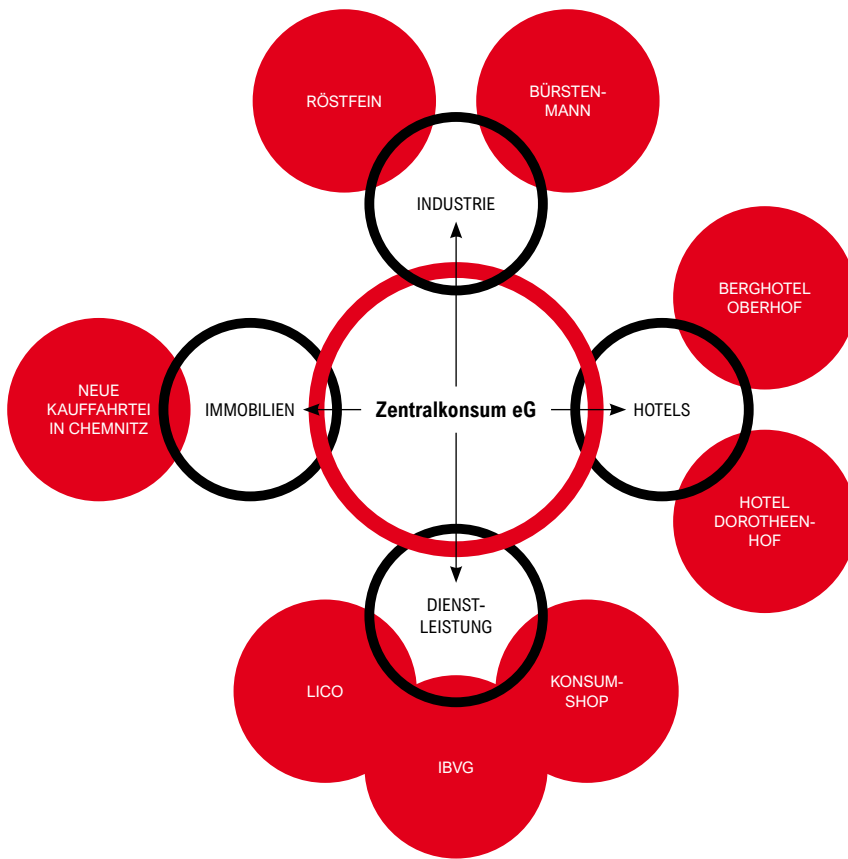 RÖSTFEIN
BÜRSTEN-
MANN
INDUSTRIE
BERGHOTEL
OBERHOF
NEUE
KAUFFAHRTEI
IN CHEMNITZ
IMMOBILIEN
Zentralkonsum eG
HOTELS
HOTEL
DOROTHEEN-
HOF
DIENST-
LEISTUNG
LICO
KONSUM-
SHOP
IBVG